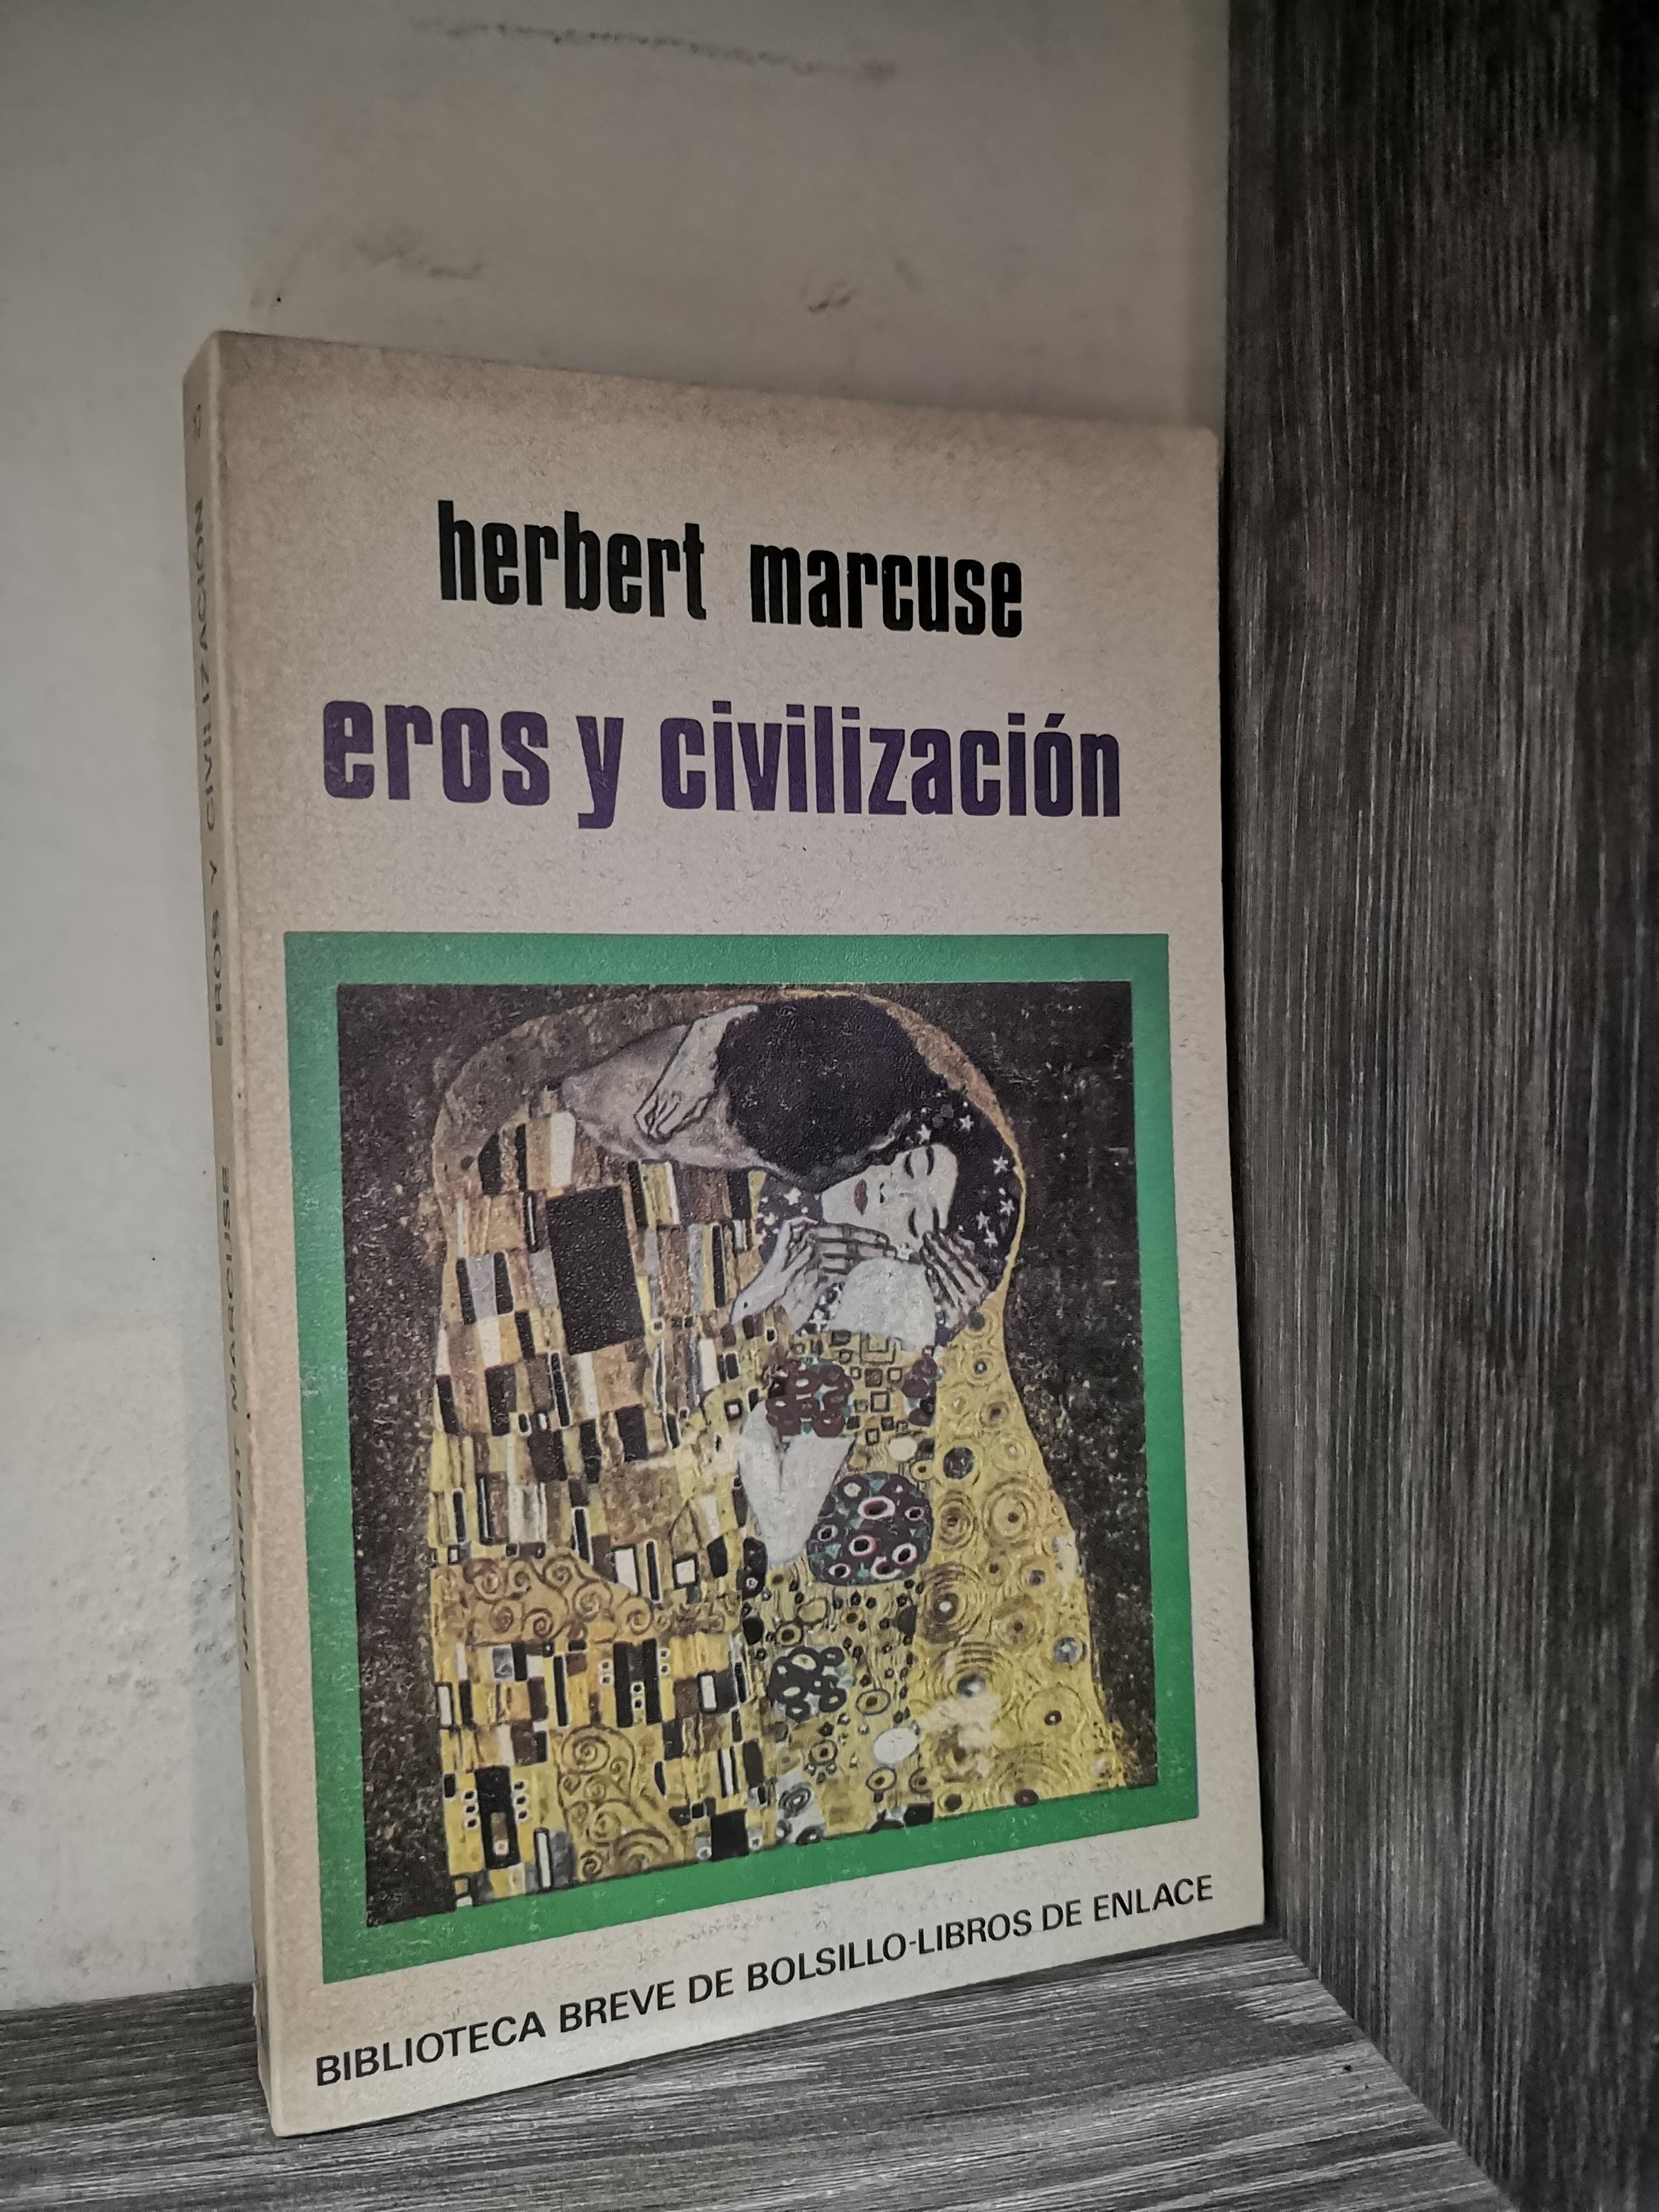 herbert marcuse
eros y civilización
BIBLIOTECA BREVE DE BOLSILLO-LIBROS DE ENLACE
HERBERT MARCUSE EROS Y CIVILIZACIÓN